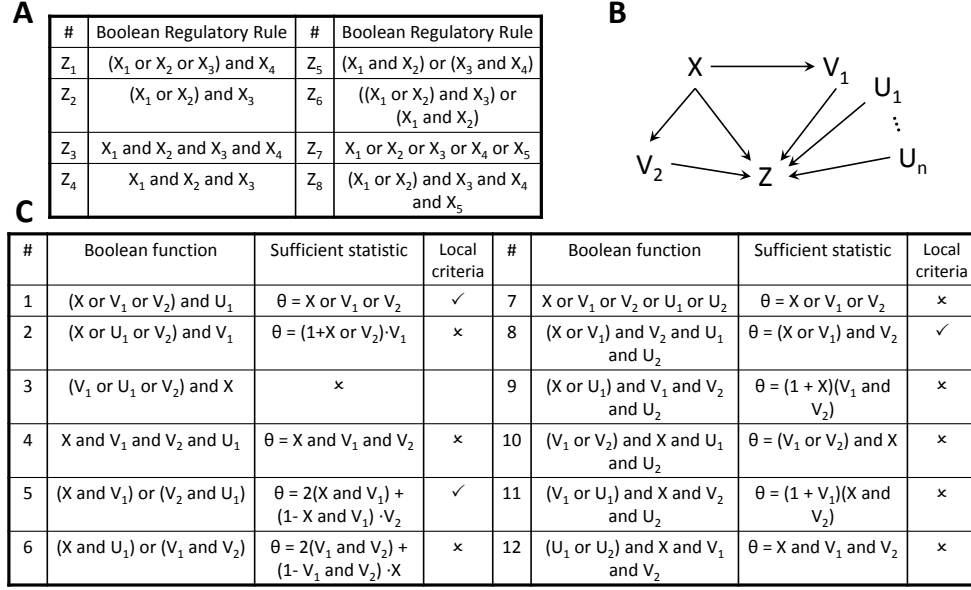 A
# Boolean Regulatory Rule # Boolean Regulatory Rule
Z₁ (X₁ or X₂ or X₃) and X₄ Z₅ (X₁ and X₂) or (X₃ and X₄)
Z₂ (X₁ or X₂) and X₃ Z₆ ((X₁ or X₂) and X₃) or
(X₁ and X₂)
Z₃ X₁ and X₂ and X₃ and X₄ Z₇ X₁ or X₂ or X₃ or X₄ or X₅
Z₄ X₁ and X₂ and X₃ Z₈ (X₁ or X₂) and X₃ and X₄
and X₅
B
X V₁
U₁
⋱
V₂ Z Uₙ
C
# Boolean function Sufficient statistic Local # Boolean function Sufficient statistic Local
criteria criteria
1 (X or V₁ or V₂) and U₁ θ = X or V₁ or V₂ ✓ 7 X or V₁ or V₂ or U₁ or U₂ θ = X or V₁ or V₂ ×
2 (X or U₁ or V₂) and V₁ θ = (1+X or V₂)·V₁ × 8 (X or V₁) and V₂ and U₁ θ = (X or V₁) and V₂ ✓
and U₂
3 (V₁ or U₁ or V₂) and X × 9 (X or U₁) and V₁ and V₂ θ = (1 + X)(V₁ and ×
and U₂ V₂)
4 X and V₁ and V₂ and U₁ θ = X and V₁ and V₂ × 10 (V₁ or V₂) and X and U₁ θ = (V₁ or V₂) and X ×
and U₂
5 (X and V₁) or (V₂ and U₁) θ = 2(X and V₁) + ✓ 11 (V₁ or U₁) and X and V₂ θ = (1 + V₁)(X and ×
(1- X and V₁) ·V₂ and U₂ V₂)
6 (X and U₁) or (V₁ and V₂) θ = 2(V₁ and V₂) + × 12 (U₁ or U₂) and X and V₁ θ = X and V₁ and V₂ ×
(1- V₁ and V₂) ·X and V₂